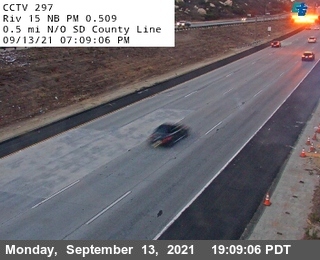 CCTV 297
Riv 15 NB PM 0.509
0.5 mi N/O SD County Line
09/13/21 07:09:06 PM
Monday, September 13, 2021 19:09:06 PDT